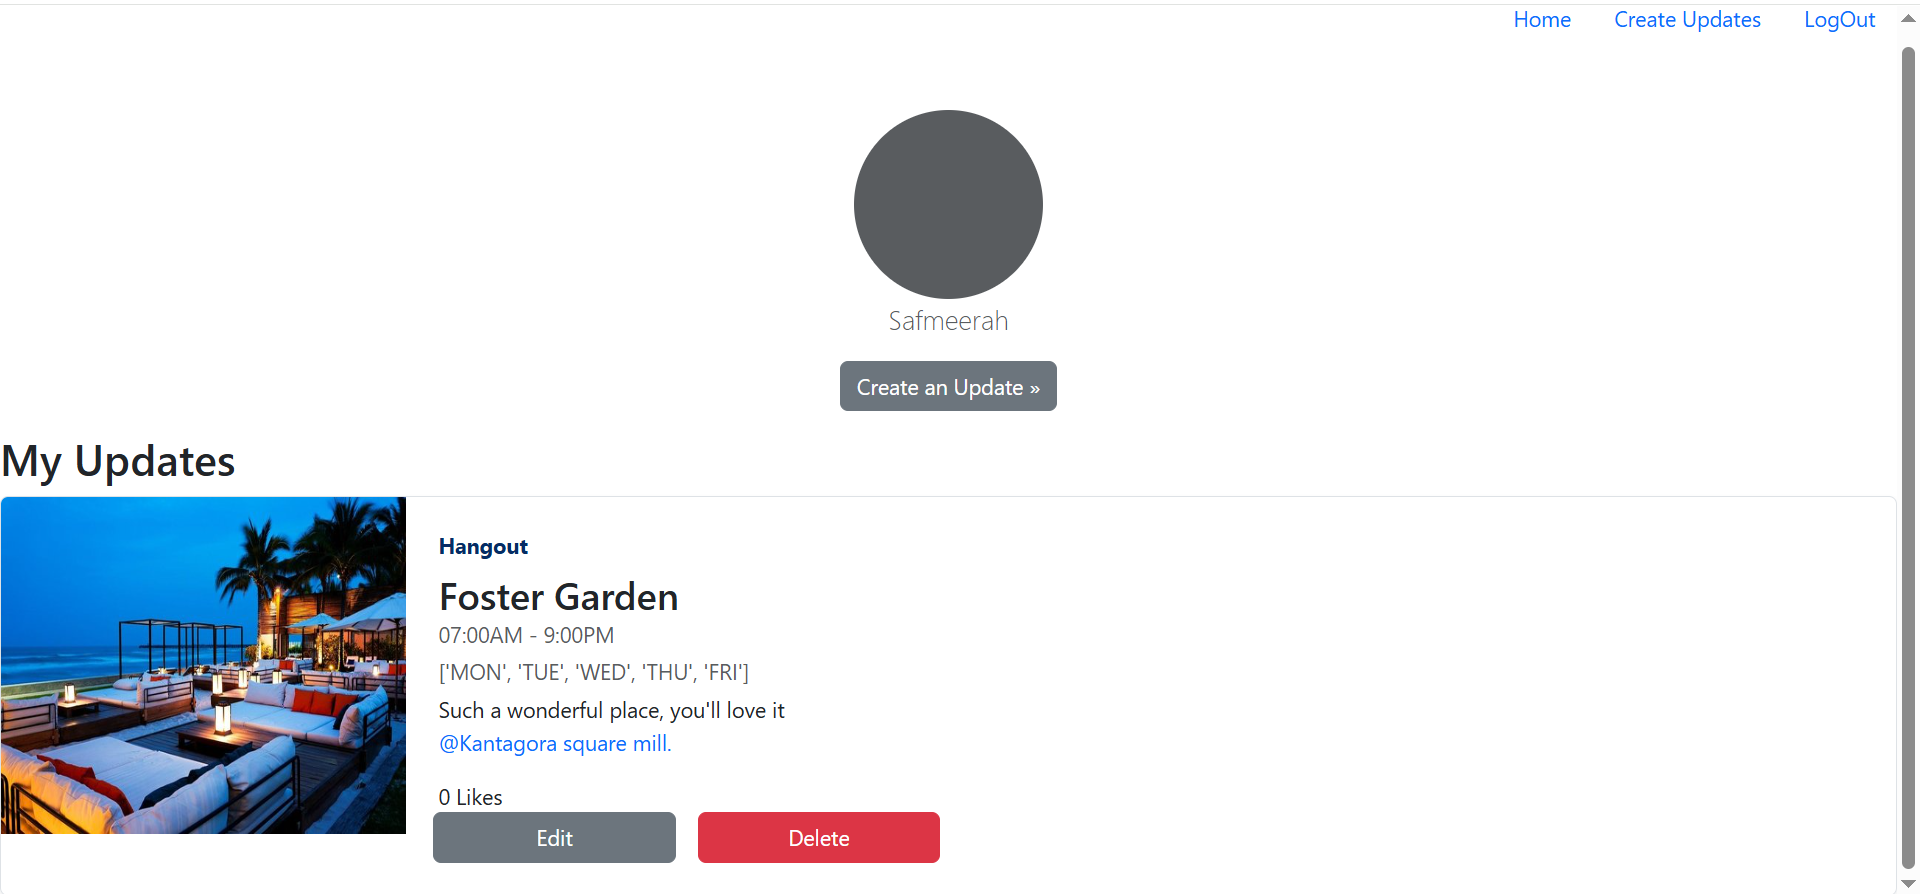 Home Create Updates LogOut
Safmeerah
Create an Update »
My Updates
Hangout
Foster Garden
07:00AM - 9:00PM
['MON', 'TUE', 'WED', 'THU', 'FRI']
Such a wonderful place, you'll love it
@Kantagora square mill.
0 Likes
Edit Delete